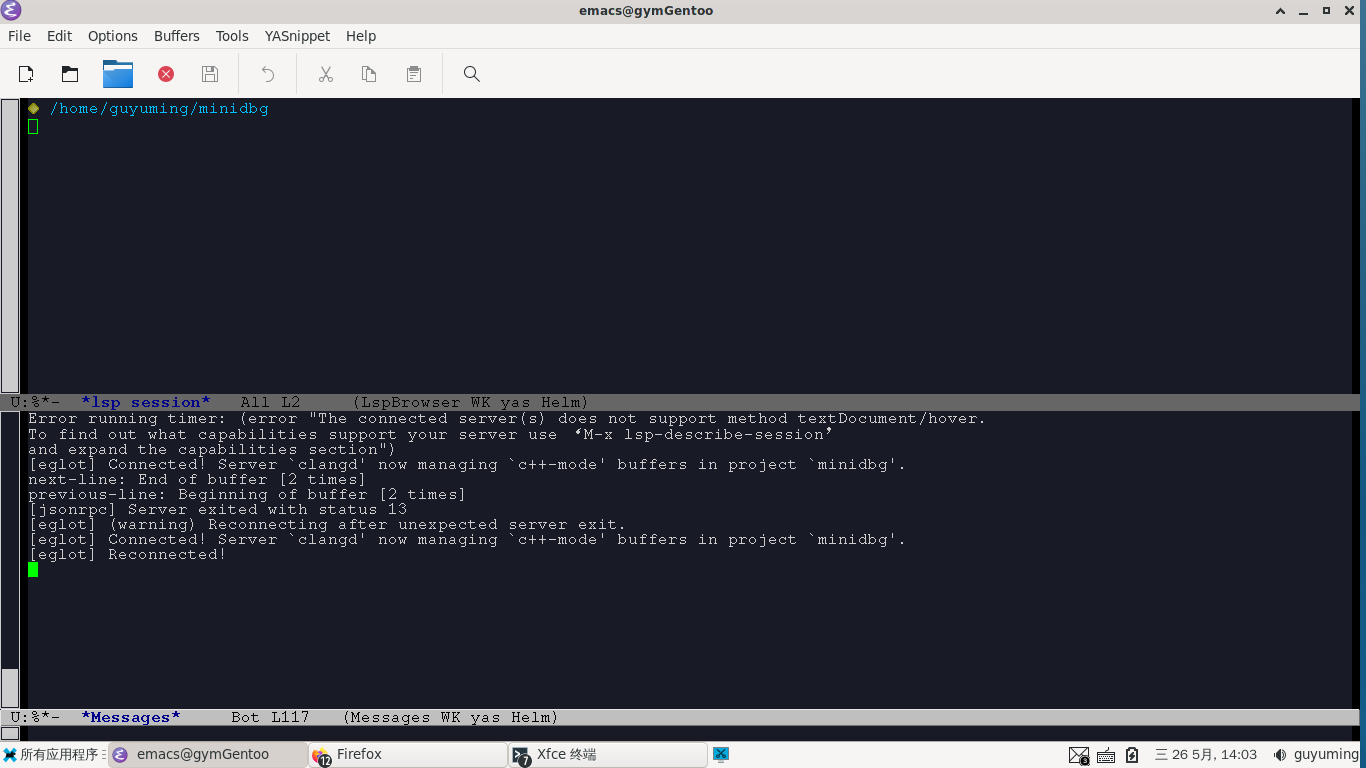 emacs@gymGentoo
File Edit Options Buffers Tools YASnippet Help
/home/guyuming/minidbg
U:%*- *lsp session* All L2 (LspBrowser WK yas Helm)
Error running timer: (error "The connected server(s) does not support method textDocument/hover.
To find out what capabilities support your server use ‘M-x lsp-describe-session’
and expand the capabilities section")
[eglot] Connected! Server `clangd' now managing `c++-mode' buffers in project `minidbg'.
next-line: End of buffer [2 times]
previous-line: Beginning of buffer [2 times]
[jsonrpc] Server exited with status 13
[eglot] (warning) Reconnecting after unexpected server exit.
[eglot] Connected! Server `clangd' now managing `c++-mode' buffers in project `minidbg'.
[eglot] Reconnected!
U:%*- *Messages* Bot L117 (Messages WK yas Helm)
所有应用程序 emacs@gymGentoo 12 Firefox 7 Xfce 终端 三 26 5月, 14:03 guyuming